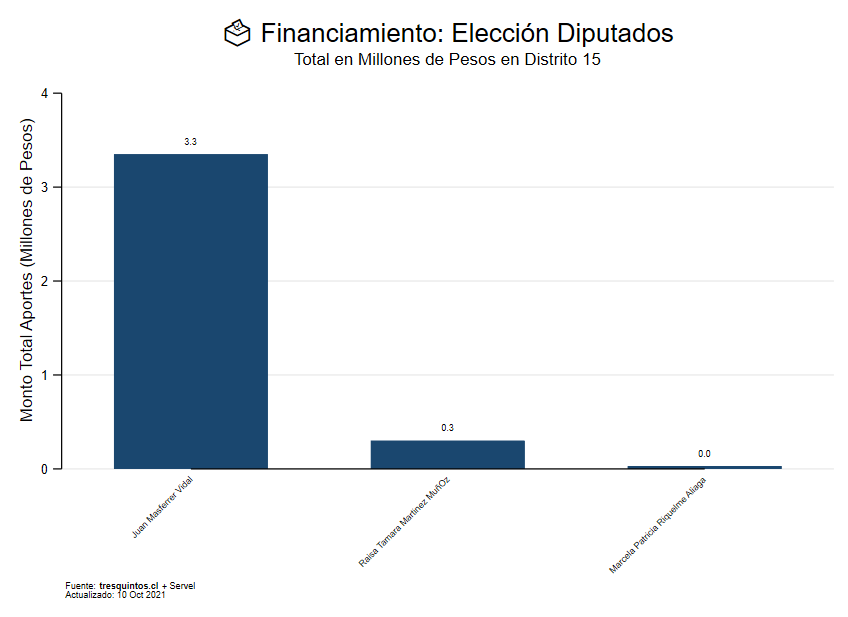 Financiamiento: Elección Diputados
Total en Millones de Pesos en Distrito 15
Monto Total Aportes (Millones de Pesos)
4
3
2
1
0
3.3
0.3
0.0
Juan Masferrer Vidal
Raisa Tamara Martinez MuñOz
Marcela Patricia Riquelme Aliaga
Fuente: tresquintos.cl + Servel
Actualizado: 10 Oct 2021